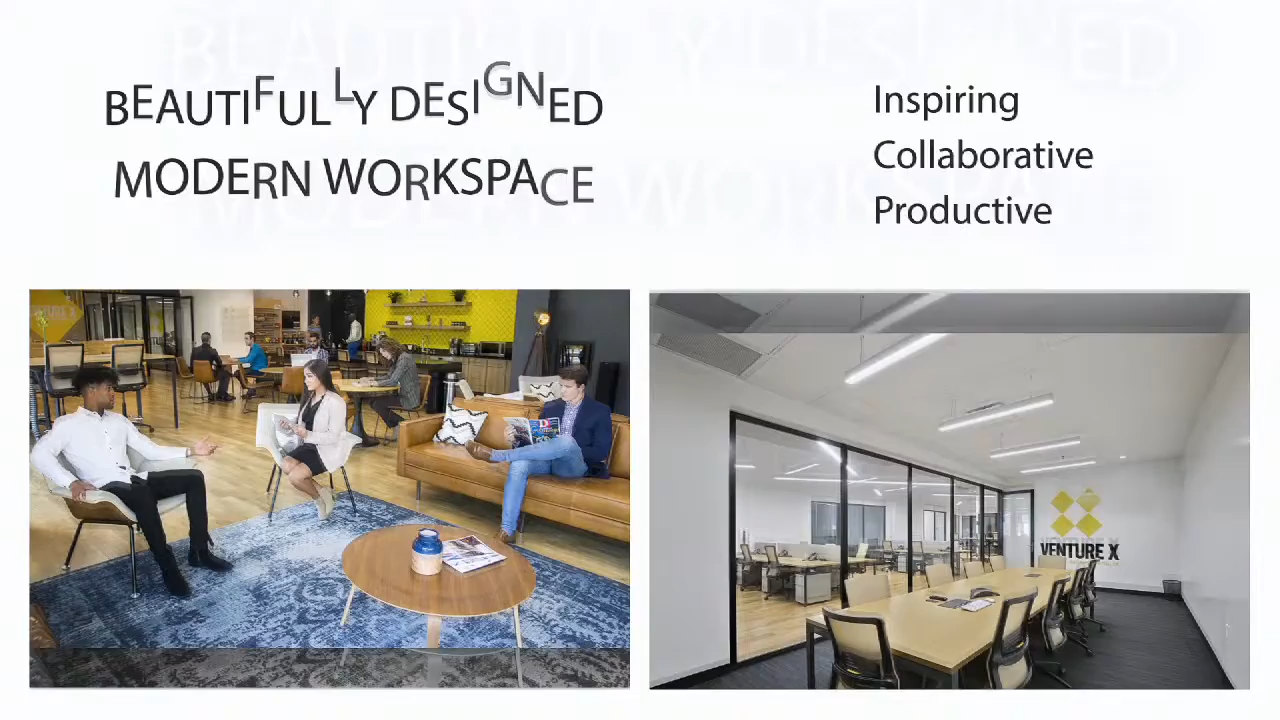 BEAUTIFULLY DESIGNED
MODERN WORKSPACE
Inspiring
Collaborative
Productive
VENTURE X